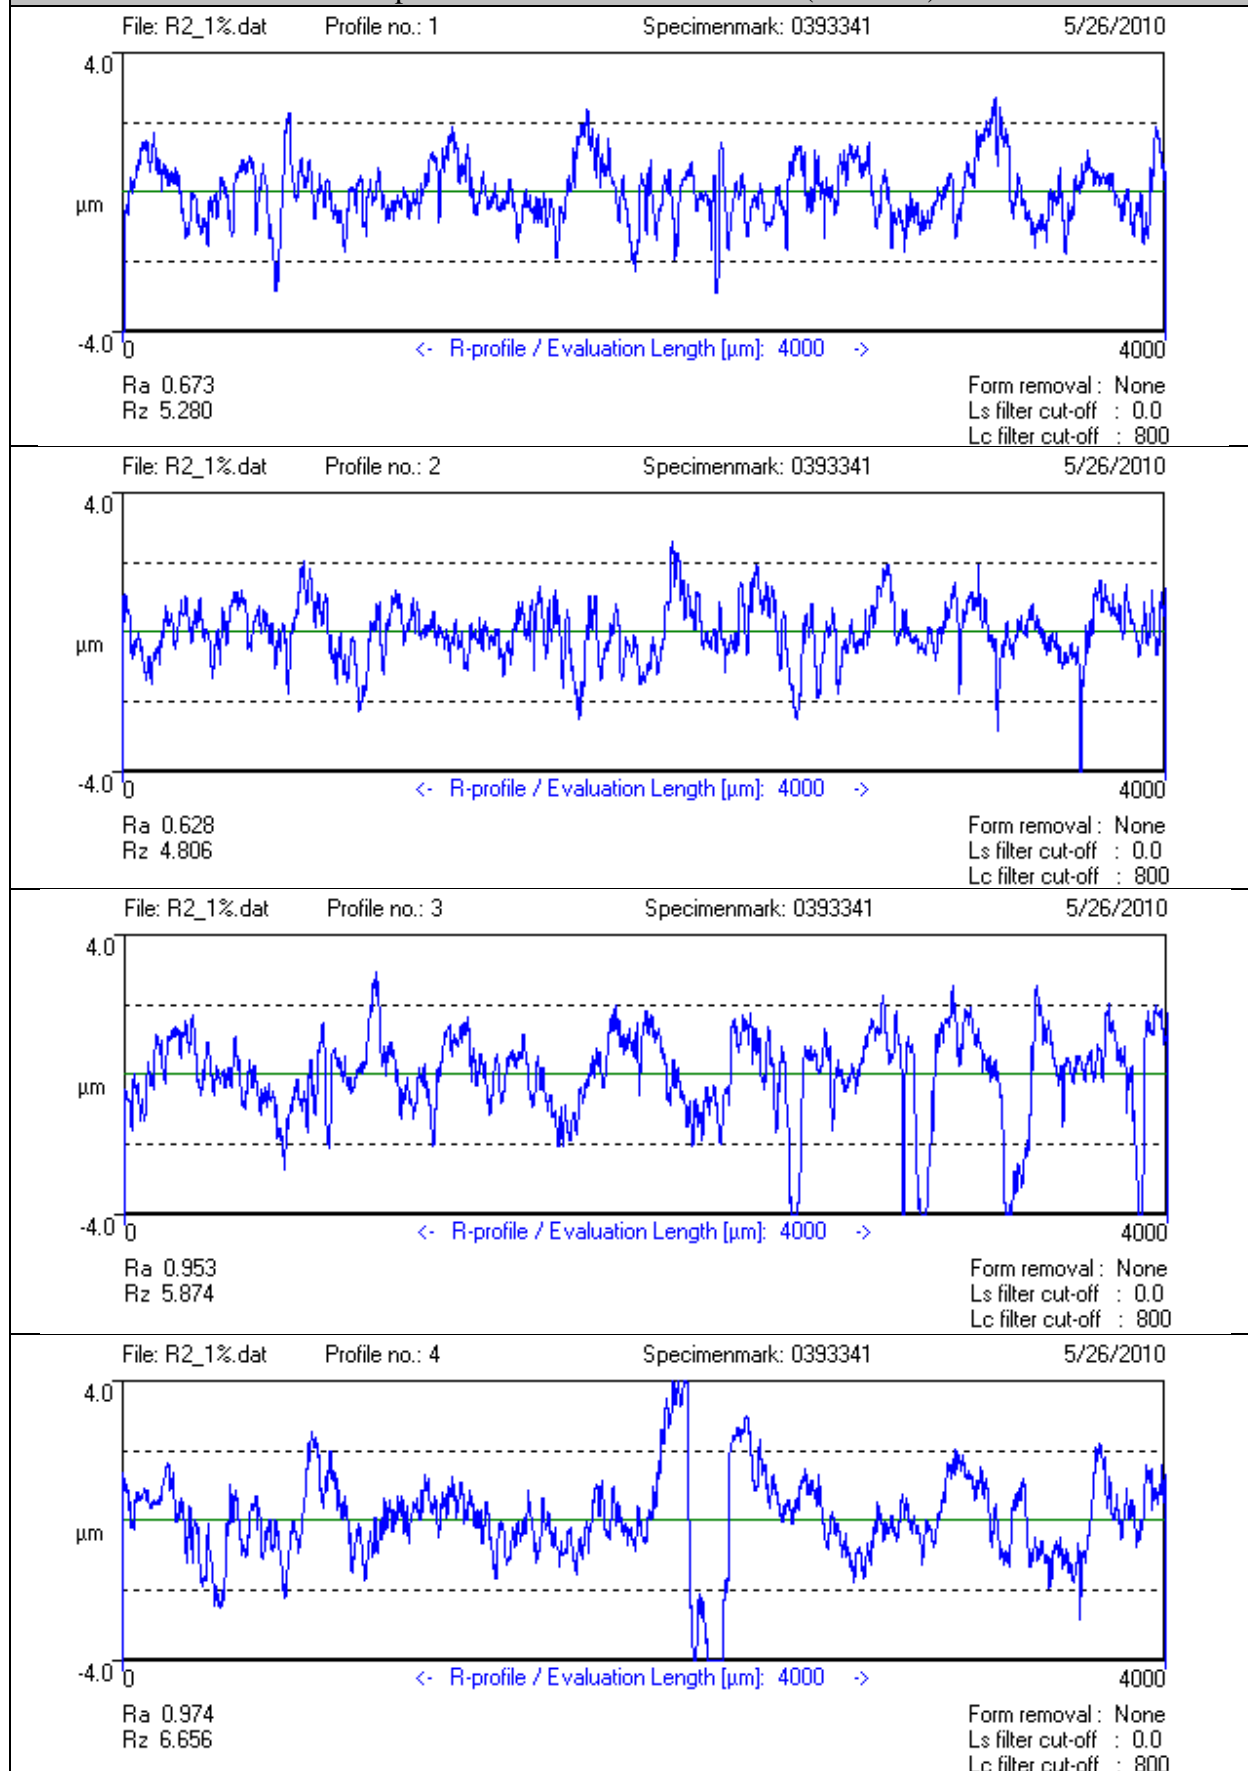 File: R2_1%.dat Profile no.: 1 Specimenmark: 0393341 5/26/2010
4.0
µm
-4.0 0 <- R-profile / Evaluation Length [µm]: 4000 -> 4000
Ra 0.673 Form removal : None
Rz 5.280 Ls filter cut-off : 0.0
Lc filter cut-off : 800
File: R2_1%.dat Profile no.: 2 Specimenmark: 0393341 5/26/2010
4.0
µm
-4.0 0 <- R-profile / Evaluation Length [µm]: 4000 -> 4000
Ra 0.628 Form removal : None
Rz 4.806 Ls filter cut-off : 0.0
Lc filter cut-off : 800
File: R2_1%.dat Profile no.: 3 Specimenmark: 0393341 5/26/2010
4.0
µm
-4.0 0 <- R-profile / Evaluation Length [µm]: 4000 -> 4000
Ra 0.953 Form removal : None
Rz 5.874 Ls filter cut-off : 0.0
Lc filter cut-off : 800
File: R2_1%.dat Profile no.: 4 Specimenmark: 0393341 5/26/2010
4.0
µm
-4.0 0 <- R-profile / Evaluation Length [µm]: 4000 -> 4000
Ra 0.974 Form removal : None
Rz 6.656 Ls filter cut-off : 0.0
Lc filter cut-off : 800